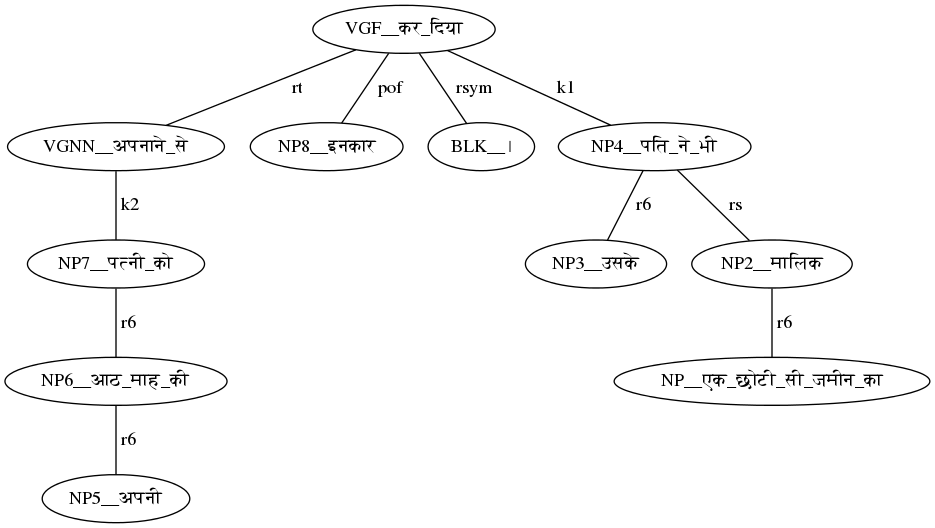 VGF__कर_दिया
rt pof rsym k1
VGNN__अपनाने_से NP8__इनकार BLK__। NP4__पति_ने_भी
k2 r6 rs
NP7__पत्नी_को NP3__उसके NP2__मालिक
r6 r6
NP6__आठ_माह_की NP__एक_छोटी_सी_जमीन_का
r6
NP5__अपनी